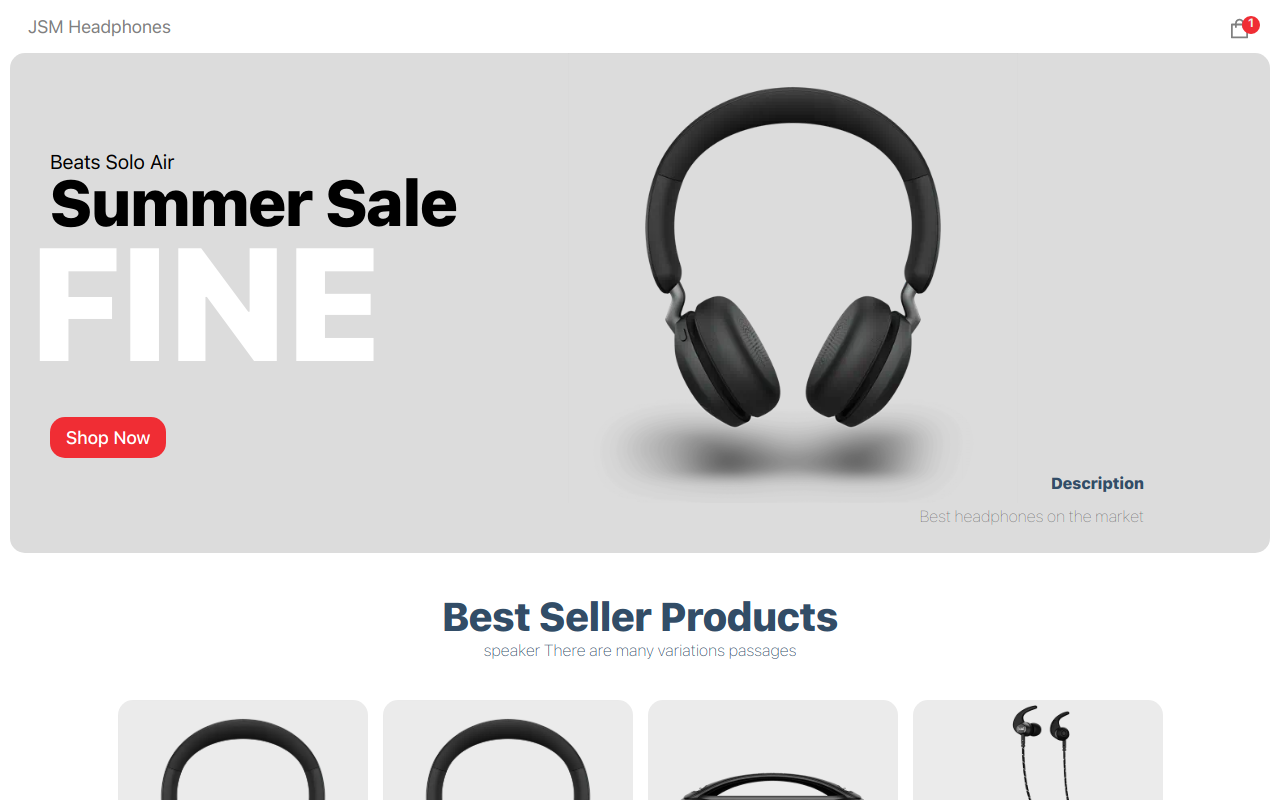 JSM Headphones
1
Beats Solo Air
Summer Sale
FINE
Shop Now
Description
Best headphones on the market
Best Seller Products
speaker There are many variations passages